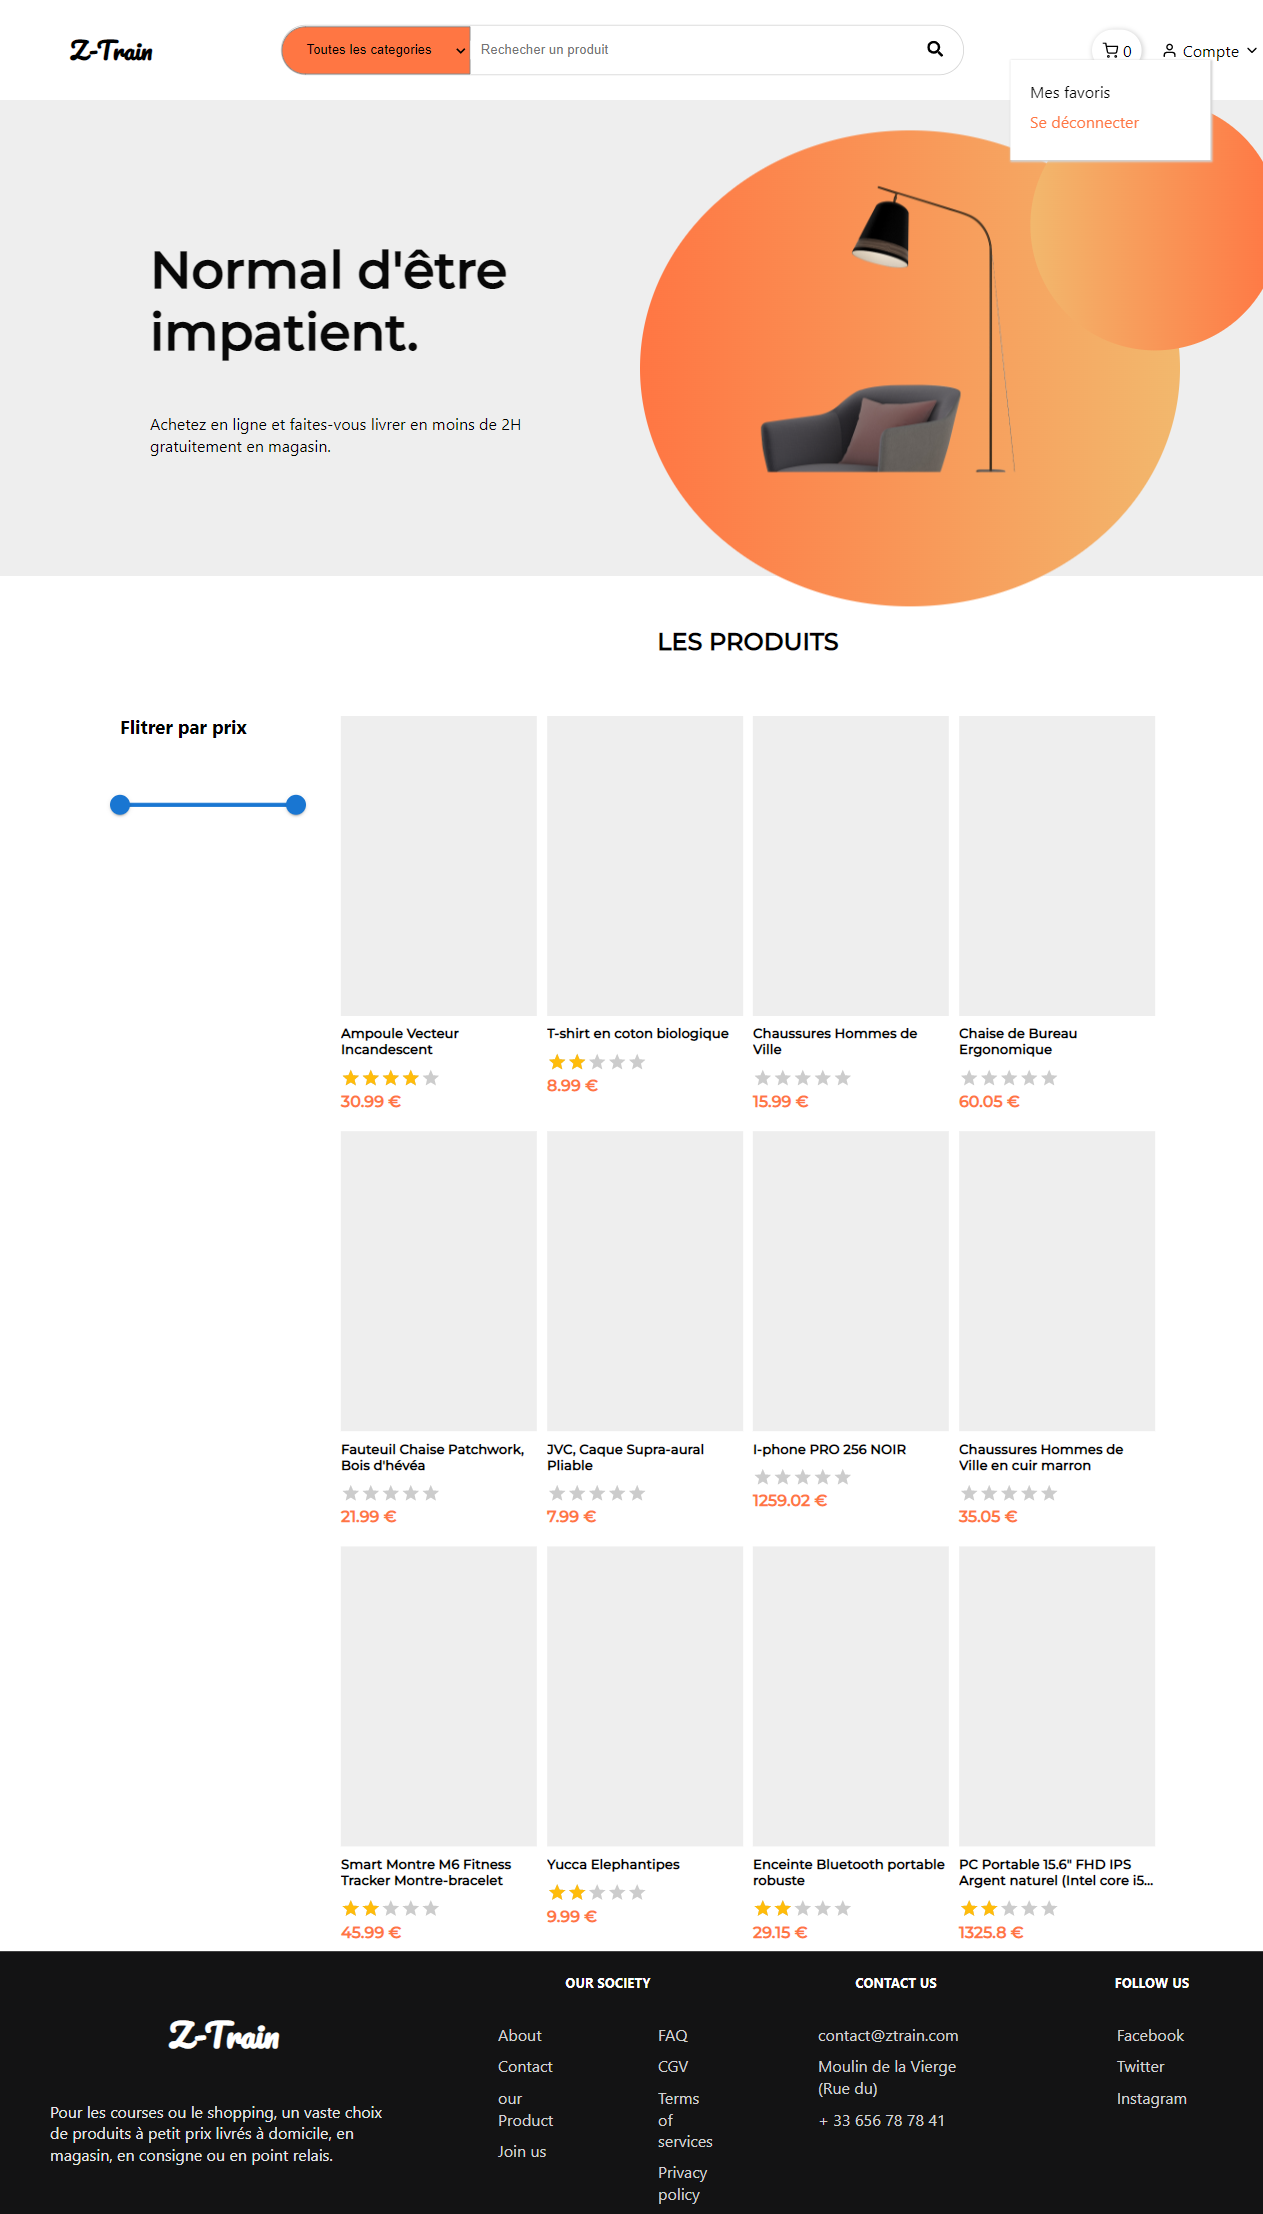 Z-Train
Toutes les categories
Rechecher un produit
0
Compte
Mes favoris
Se déconnecter
Normal d'être
impatient.
Achetez en ligne et faites-vous livrer en moins de 2H
gratuitement en magasin.
LES PRODUITS
Flitrer par prix
Ampoule Vecteur
Incandescent
30.99 €
T-shirt en coton biologique
8.99 €
Chaussures Hommes de
Ville
15.99 €
Chaise de Bureau
Ergonomique
60.05 €
Fauteuil Chaise Patchwork,
Bois d'hévéa
21.99 €
JVC, Caque Supra-aural
Pliable
7.99 €
I-phone PRO 256 NOIR
1259.02 €
Chaussures Hommes de
Ville en cuir marron
35.05 €
Smart Montre M6 Fitness
Tracker Montre-bracelet
45.99 €
Yucca Elephantipes
9.99 €
Enceinte Bluetooth portable
robuste
29.15 €
PC Portable 15.6" FHD IPS
Argent naturel (Intel core i5...
1325.8 €
Z-Train
Pour les courses ou le shopping, un vaste choix
de produits à petit prix livrés à domicile, en
magasin, en consigne ou en point relais.
OUR SOCIETY
About
Contact
our
Product
Join us
FAQ
CGV
Terms
of
services
Privacy
policy
CONTACT US
contact@ztrain.com
Moulin de la Vierge
(Rue du)
+ 33 656 78 78 41
FOLLOW US
Facebook
Twitter
Instagram